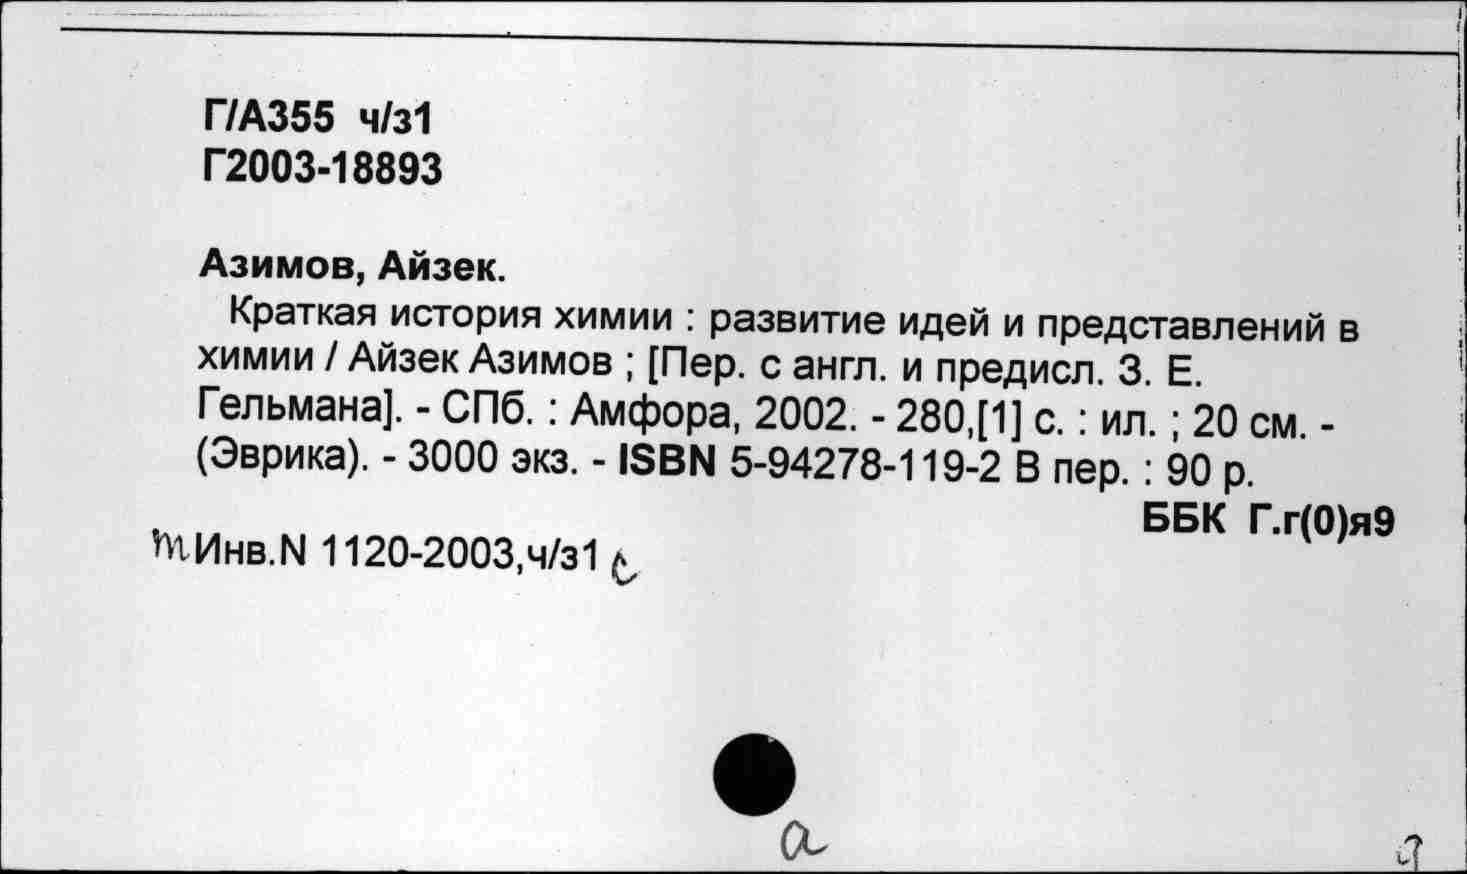 Г/А355 ч/з1
Г2003-18893
Азимов, Айзек.
Краткая история химии : развитие идей и представлений в
химии / Айзек Азимов ; [Пер. с англ. и предисл. З. Е.
Гельмана]. - СПб. : Амфора, 2002. - 280,[1] с. : ил. ; 20 см. -
(Эврика). - 3000 экз. - ISBN 5-94278-119-2 В пер. : 90 р.
ББК Г.г(0)я9
Инв.N 1120-2003,ч/з1
а